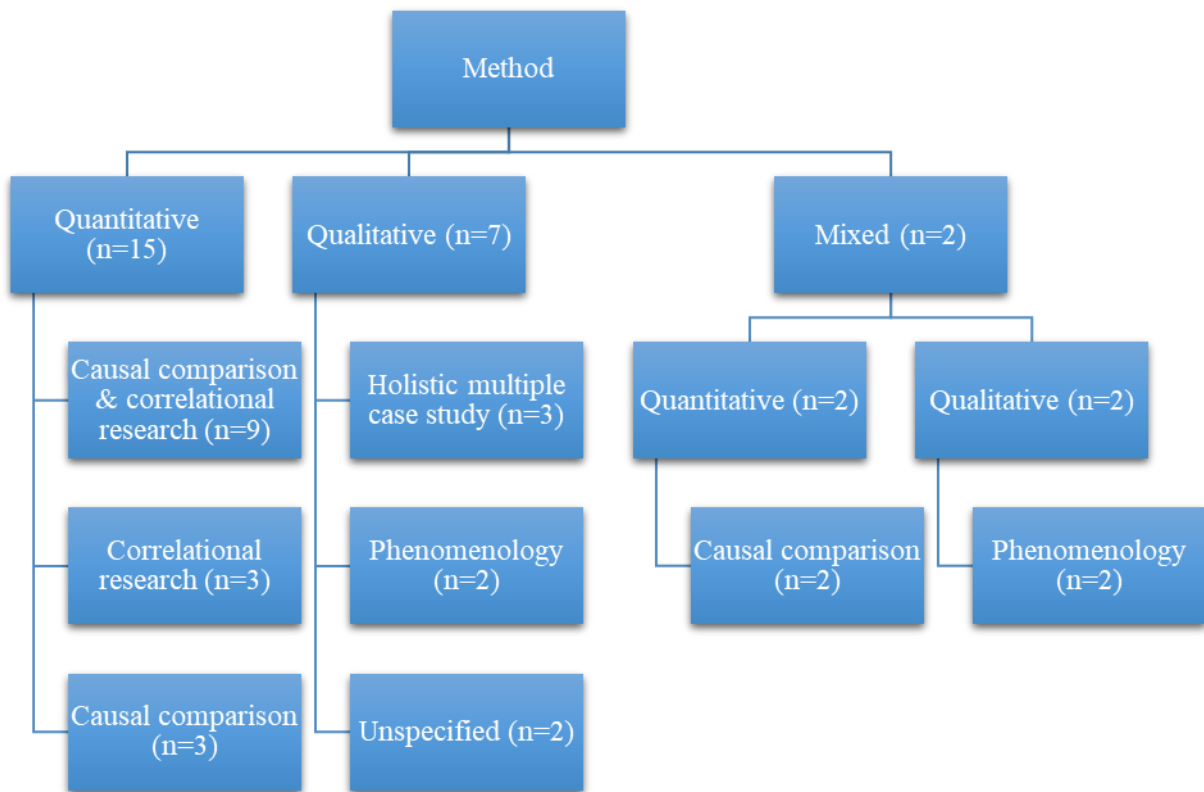 Method
Quantitative
(n=15)
Qualitative (n=7)
Mixed (n=2)
Causal comparison
& correlational
research (n=9)
Holistic multiple
case study (n=3)
Quantitative (n=2)
Qualitative (n=2)
Correlational
research (n=3)
Phenomenology
(n=2)
Causal comparison
(n=2)
Phenomenology
(n=2)
Causal comparison
(n=3)
Unspecified (n=2)